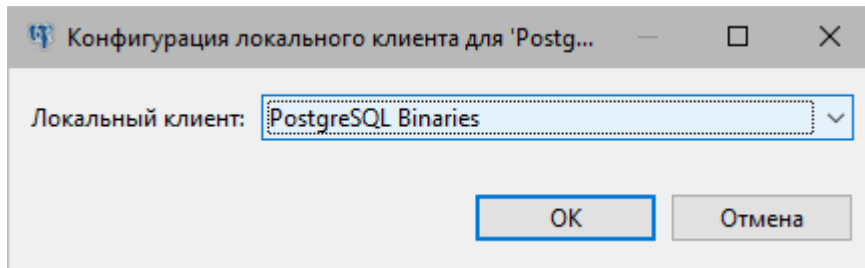 Конфигурация локального клиента для 'Postg...
Локальный клиент: PostgreSQL Binaries
OK Отмена